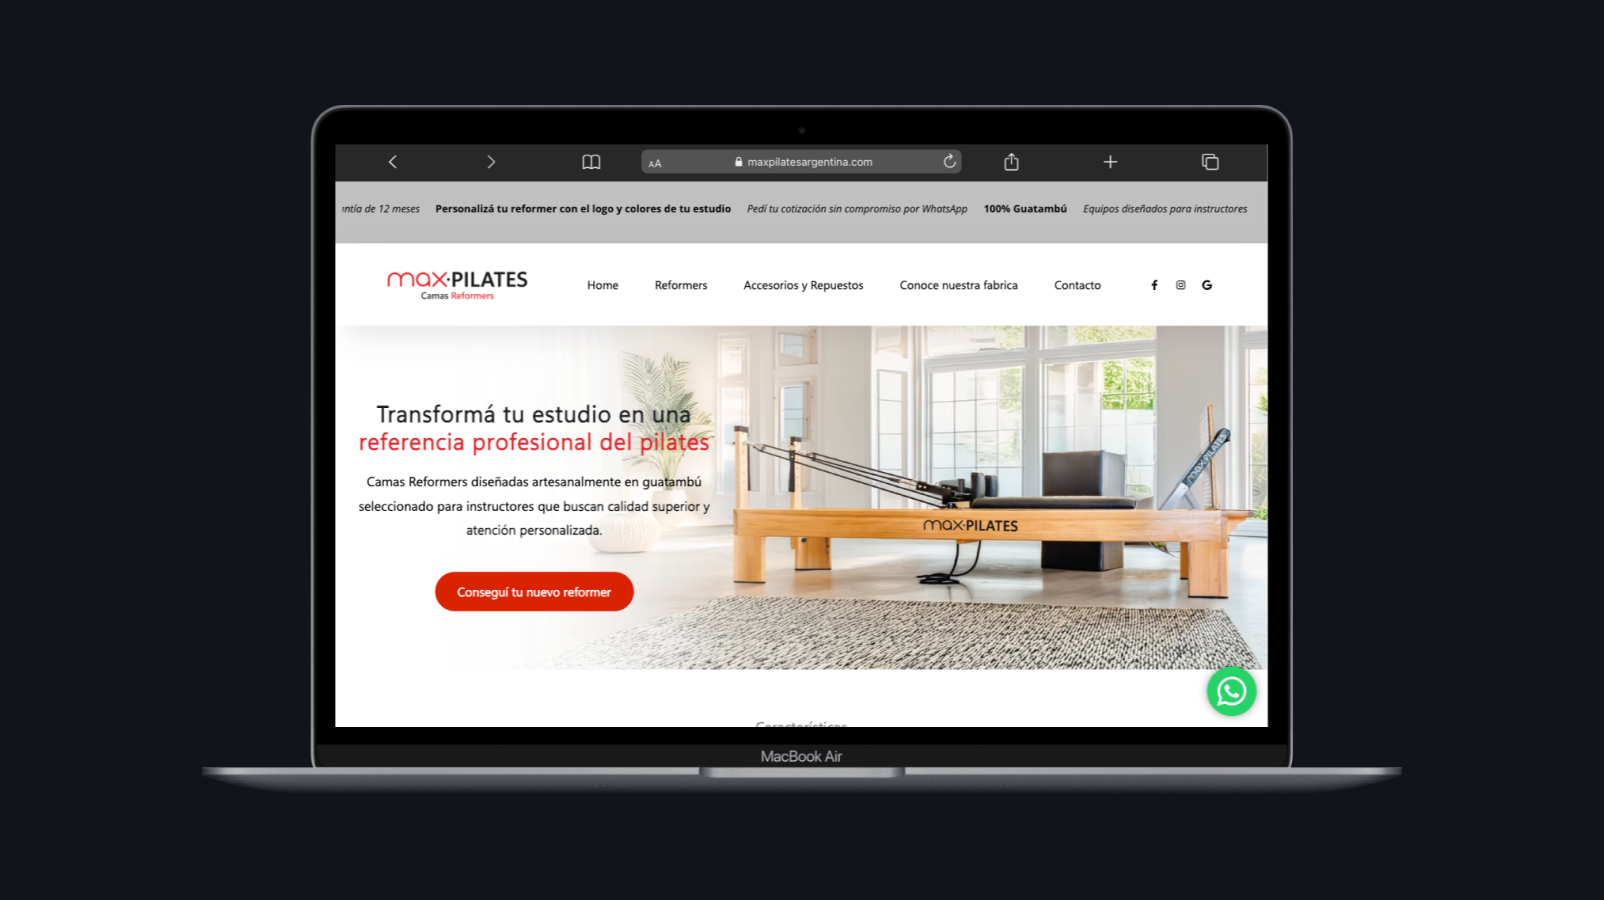 AA maxpilatesargentina.com
de 12 meses Personalizá tu reformer con el logo y colores de tu estudio Pedí tu cotización sin compromiso por WhatsApp 100% Guatambú Equipos diseñados para instructores
max·PILATES
Camas Reformers
Home Reformers Accesorios y Repuestos Conoce nuestra fabrica Contacto
Transformá tu estudio en una
referencia profesional del pilates
Camas Reformers diseñadas artesanalmente en guatambú
seleccionado para instructores que buscan calidad superior y
atención personalizada.
Conseguí tu nuevo reformer
max·PILATES
max·PILATES
Características
MacBook Air